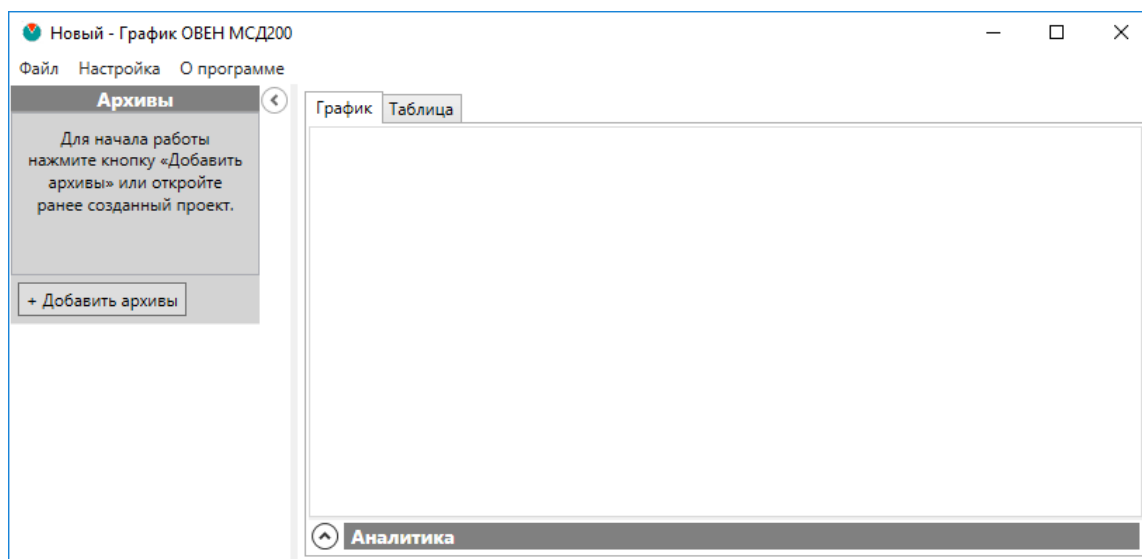 Новый - График ОВЕН МСД200
Файл Настройка О программе
Архивы
Для начала работы
нажмите кнопку «Добавить
архивы» или откройте
ранее созданный проект.
+ Добавить архивы
График Таблица
Аналитика